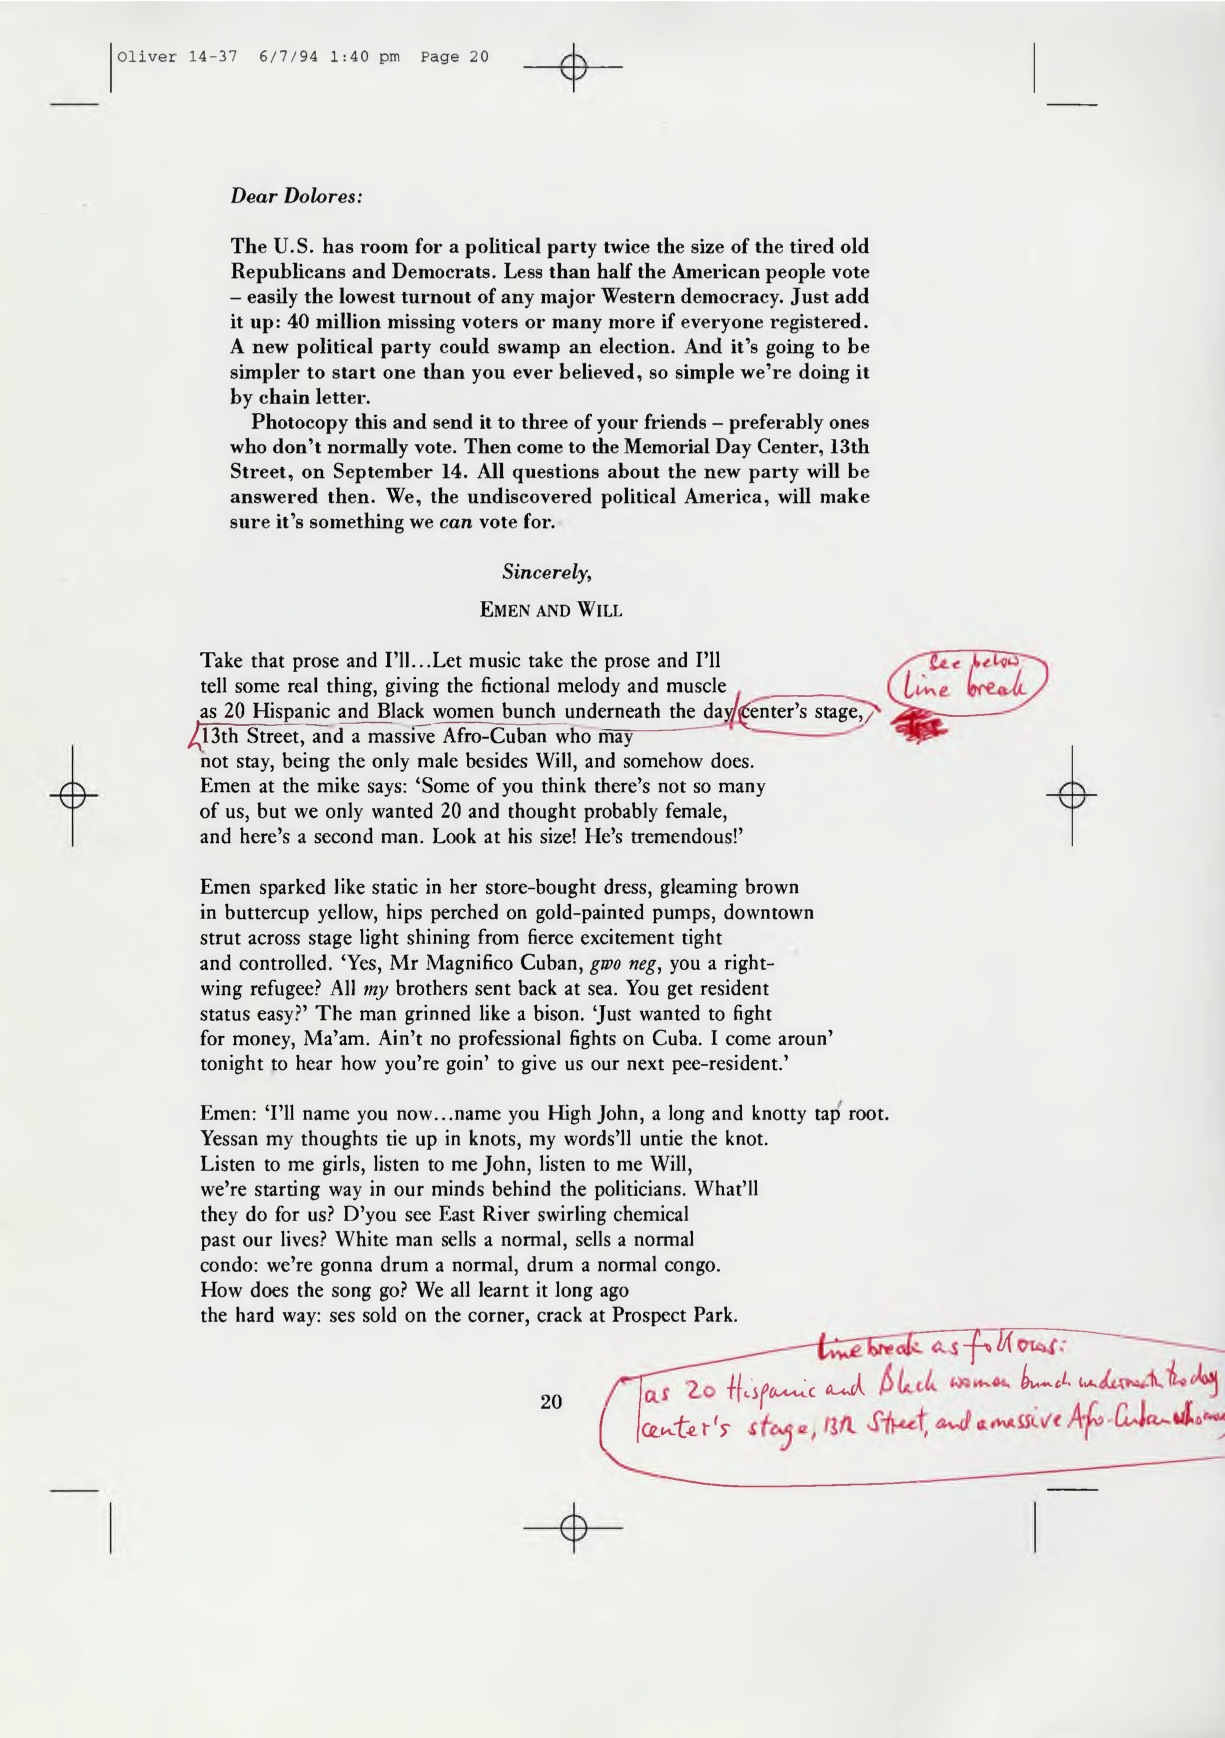 Oliver 14-37 6/7/94 1:40 pm Page 20
Dear Dolores:
The U.S. has room for a political party twice the size of the tired old
Republicans and Democrats. Less than half the American people vote
– easily the lowest turnout of any major Western democracy. Just add
it up: 40 million missing voters or many more if everyone registered.
A new political party could swamp an election. And it's going to be
simpler to start one than you ever believed, so simple we're doing it
by chain letter.
Photocopy this and send it to three of your friends – preferably ones
who don't normally vote. Then come to the Memorial Day Center, 13th
Street, on September 14. All questions about the new party will be
answered then. We, the undiscovered political America, will make
sure it's something we can vote for.
Sincerely,
EMEN AND WILL
Take that prose and I'll...Let music take the prose and I'll
tell some real thing, giving the fictional melody and muscle
as 20 Hispanic and Black women bunch underneath the day center's stage,
13th Street, and a massive Afro-Cuban who may
not stay, being the only male besides Will, and somehow does.
Emen at the mike says: ‘Some of you think there's not so many
of us, but we only wanted 20 and thought probably female,
and here's a second man. Look at his size! He's tremendous!’
see below
line break
Emen sparked like static in her store-bought dress, gleaming brown
in buttercup yellow, hips perched on gold-painted pumps, downtown
strut across stage light shining from fierce excitement tight
and controlled. ‘Yes, Mr Magnifico Cuban, gwo neg, you a right-
wing refugee? All my brothers sent back at sea. You get resident
status easy?’ The man grinned like a bison. ‘Just wanted to fight
for money, Ma'am. Ain't no professional fights on Cuba. I come aroun'
tonight to hear how you're goin' to give us our next pee-resident.’
Emen: ‘I'll name you now...name you High John, a long and knotty tap root.
Yessan my thoughts tie up in knots, my words'll untie the knot.
Listen to me girls, listen to me John, listen to me Will,
we're starting way in our minds behind the politicians. What'll
they do for us? D'you see East River swirling chemical
past our lives? White man sells a normal, sells a normal
condo: we're gonna drum a normal, drum a normal congo.
How does the song go? We all learnt it long ago
the hard way: ses sold on the corner, crack at Prospect Park.
line break as follows:
as 20 Hispanic and Black women bunch underneath the day
center's stage, 13th Street, and a massive Afro-Cuban who may
20